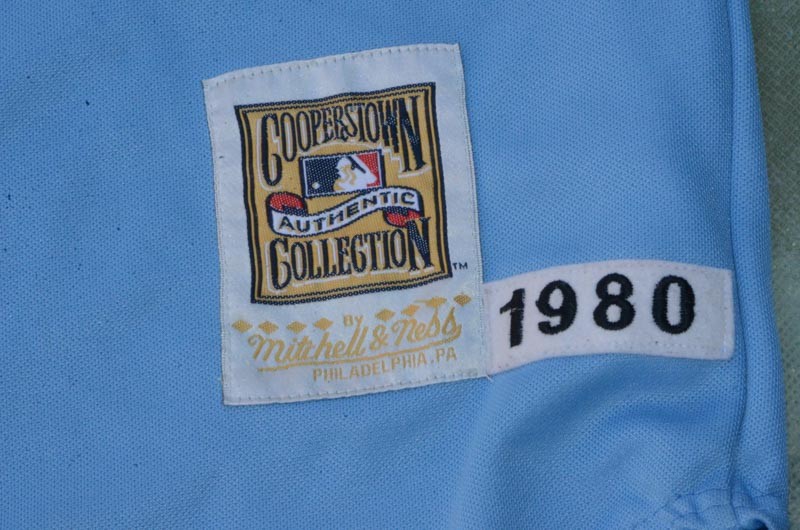 COOPERSTOWN
AUTHENTIC
COLLECTION
TM
BY
Mitchell & Ness
PHILADELPHIA, PA
1980